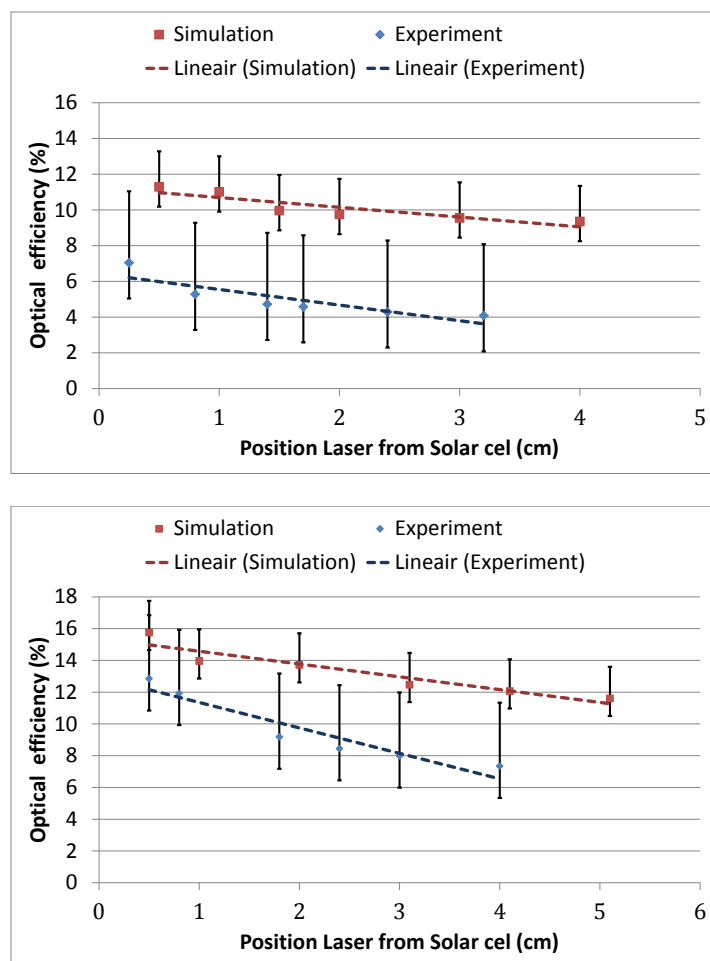 Simulation Experiment
Lineair (Simulation) Lineair (Experiment)
16
14
12
10
8
6
4
2
0
Optical efficiency (%)
0 1 2 3 4 5
Position Laser from Solar cel (cm)
Simulation Experiment
Lineair (Simulation) Lineair (Experiment)
18
16
14
12
10
8
6
4
2
0
Optical efficiency (%)
0 1 2 3 4 5 6
Position Laser from Solar cel (cm)